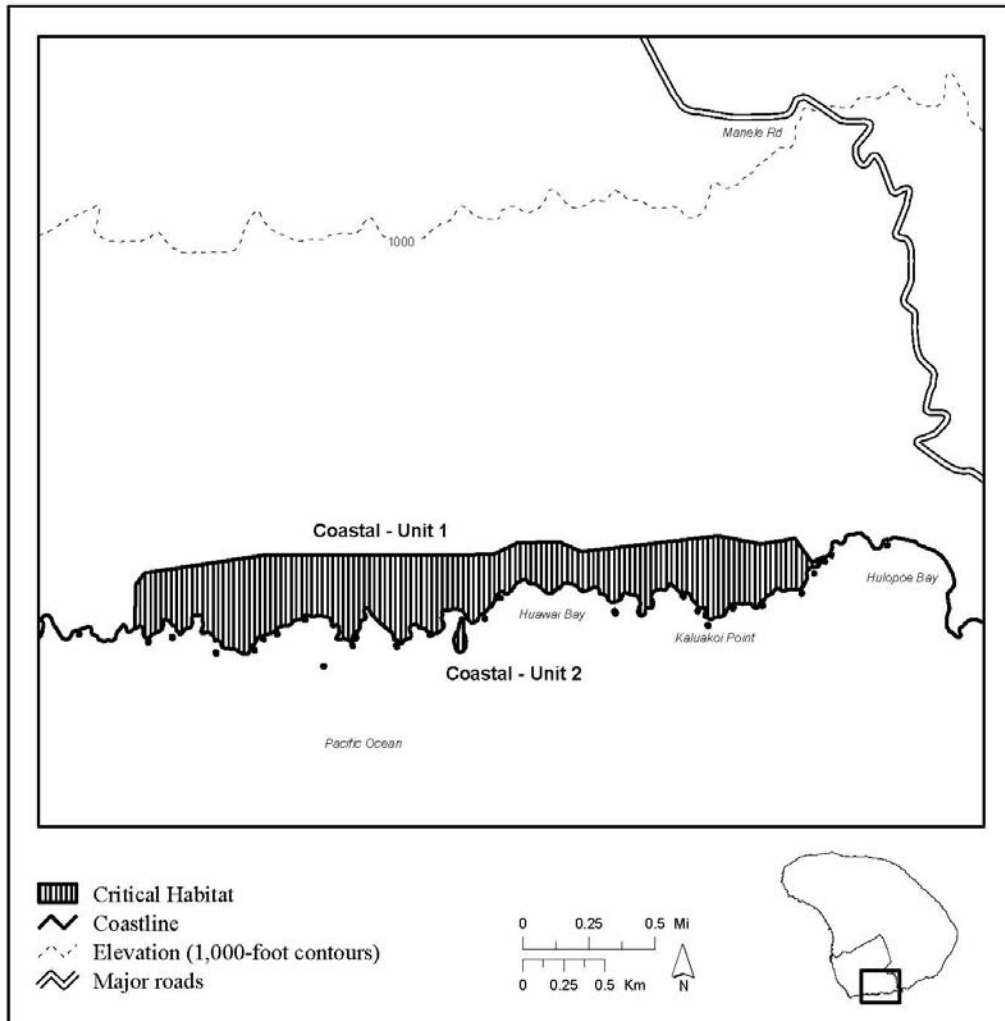 Manele Rd
1000
Coastal - Unit 1
Hulopoe Bay
Huawai Bay
Kaluakoi Point
Coastal - Unit 2
Pacific Ocean
Critical Habitat
Coastline
Elevation (1,000-foot contours)
Major roads
0 0.25 0.5 Mi
0 0.25 0.5 Km
N